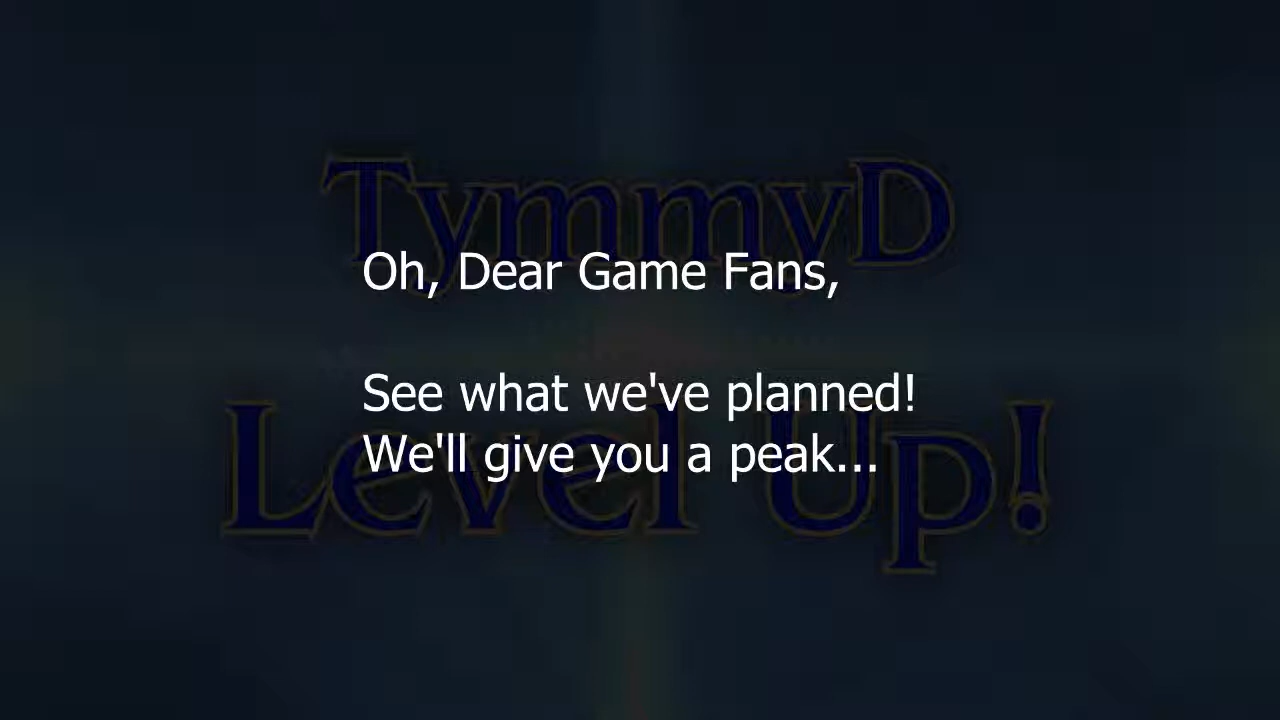 TymmyD
Oh, Dear Game Fans,
See what we've planned!
Level Up!
We'll give you a peak...